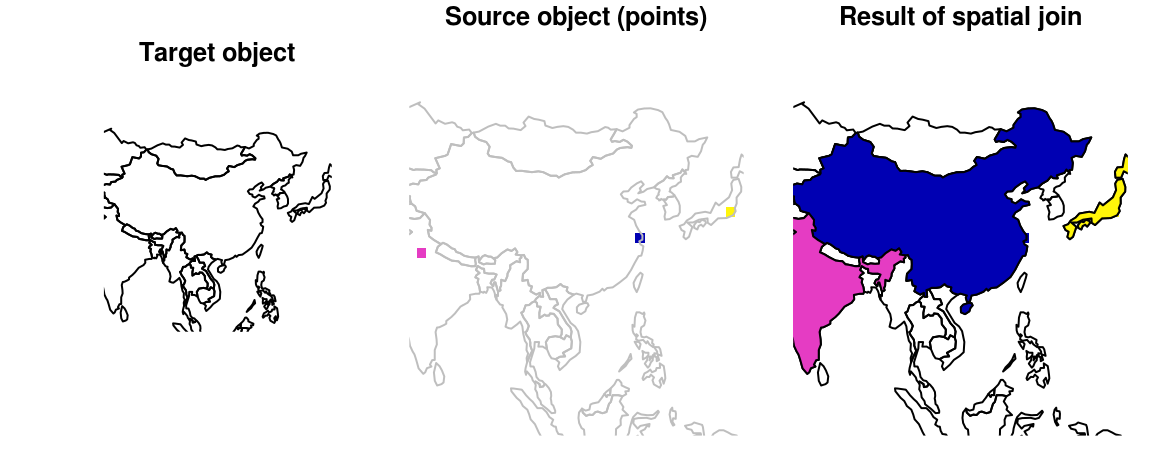 Target object
Source object (points)
Result of spatial join